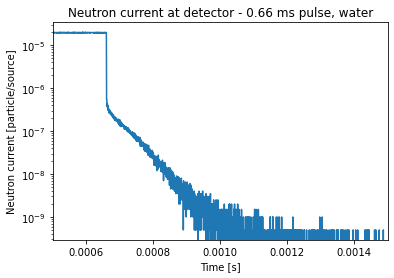 Neutron current at detector - 0.66 ms pulse, water
Neutron current [particle/source]
10⁻⁵
10⁻⁶
10⁻⁷
10⁻⁸
10⁻⁹
0.0006 0.0008 0.0010 0.0012 0.0014
Time [s]